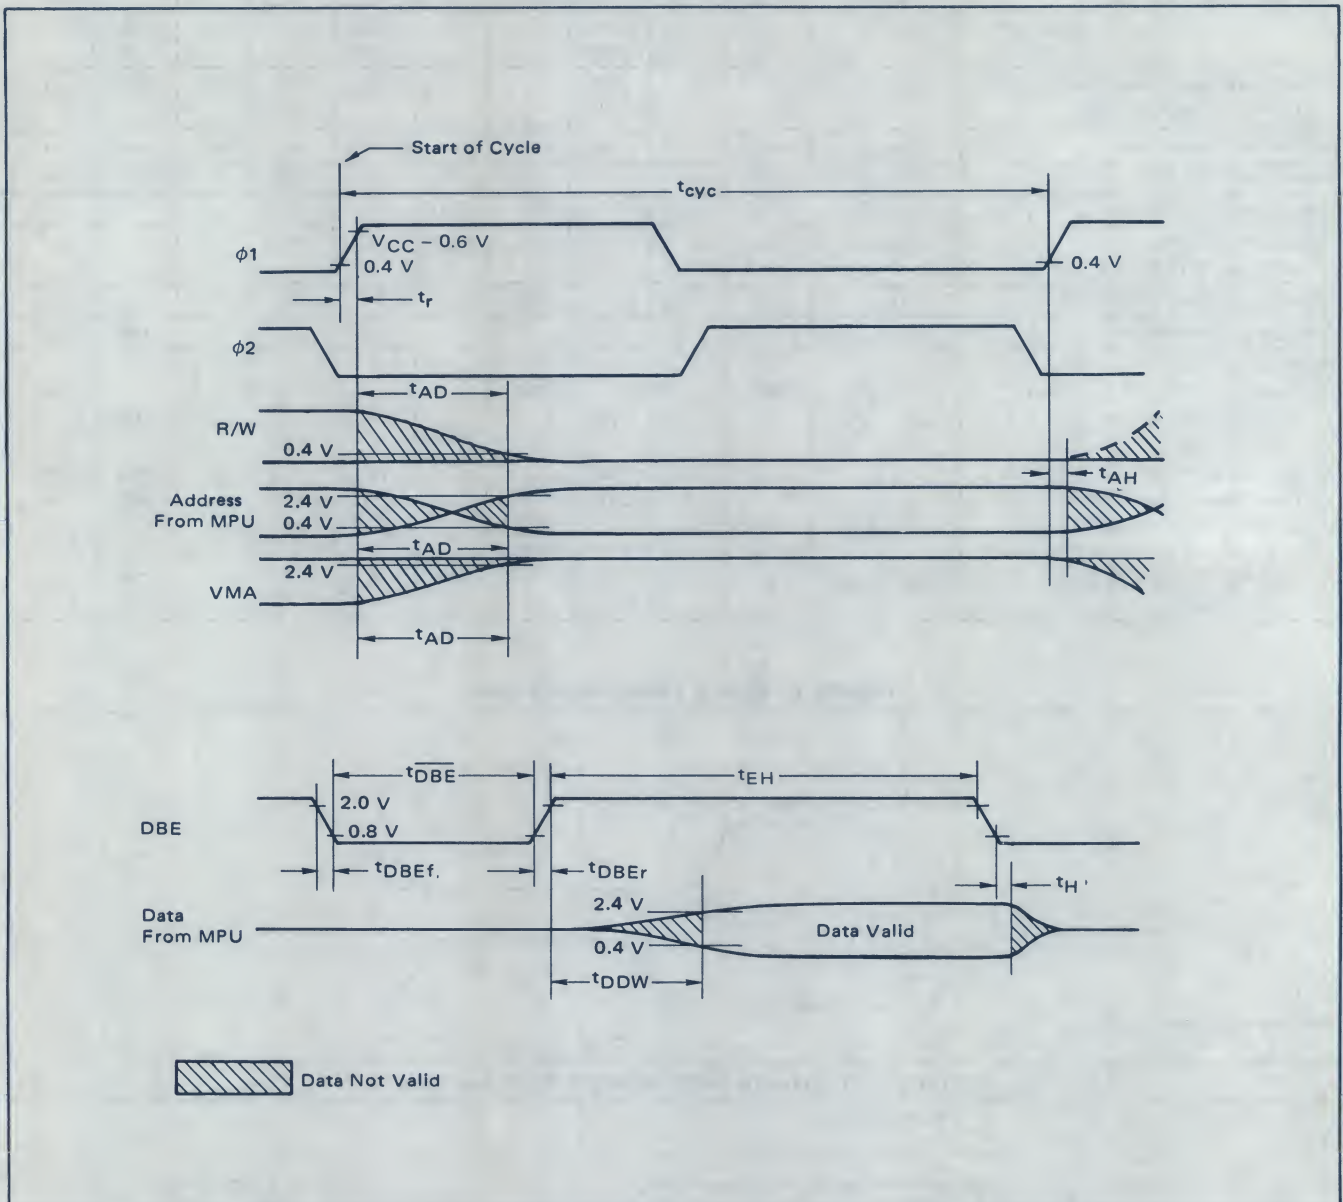 Start of Cycle
tcyc
φ1
VCC – 0.6 V
0.4 V
0.4 V
tr
φ2
tAD
R/W
0.4 V
tAH
Address
From MPU
2.4 V
0.4 V
tAD
2.4 V
VMA
tAD
tDBE
tEH
DBE
2.0 V
0.8 V
tDBEf
tDBEr
tH
Data
From MPU
2.4 V
0.4 V
Data Valid
tDDW
Data Not Valid